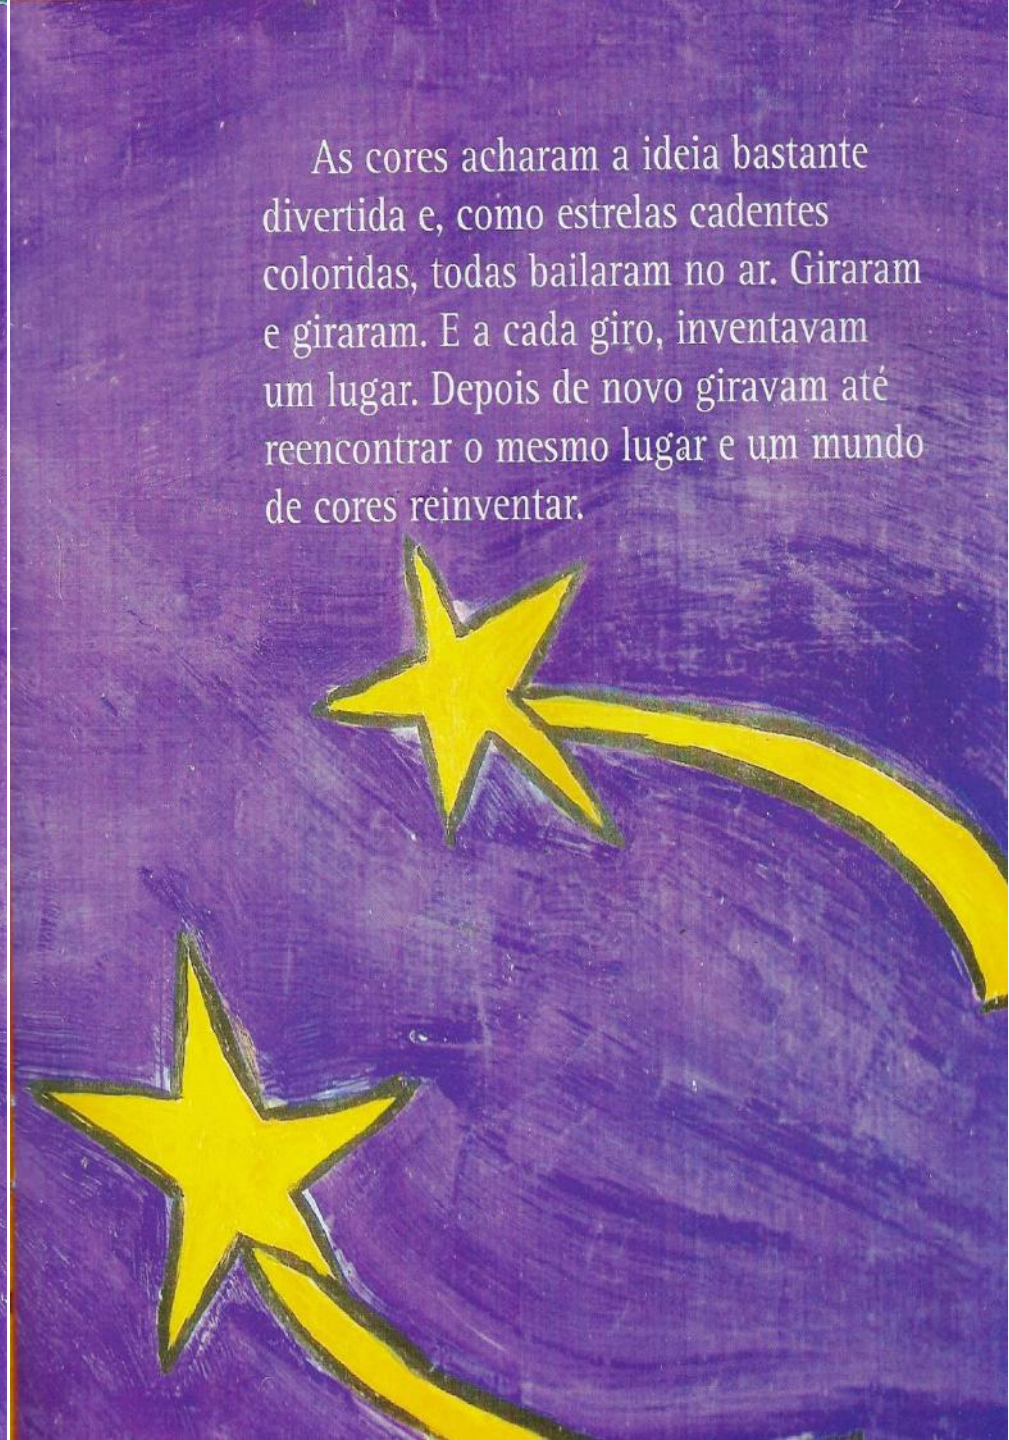 As cores acharam a ideia bastante
divertida e, como estrelas cadentes
coloridas, todas bailaram no ar. Giraram
e giraram. E a cada giro, inventavam
um lugar. Depois de novo giravam até
reencontrar o mesmo lugar e um mundo
de cores reinventar.